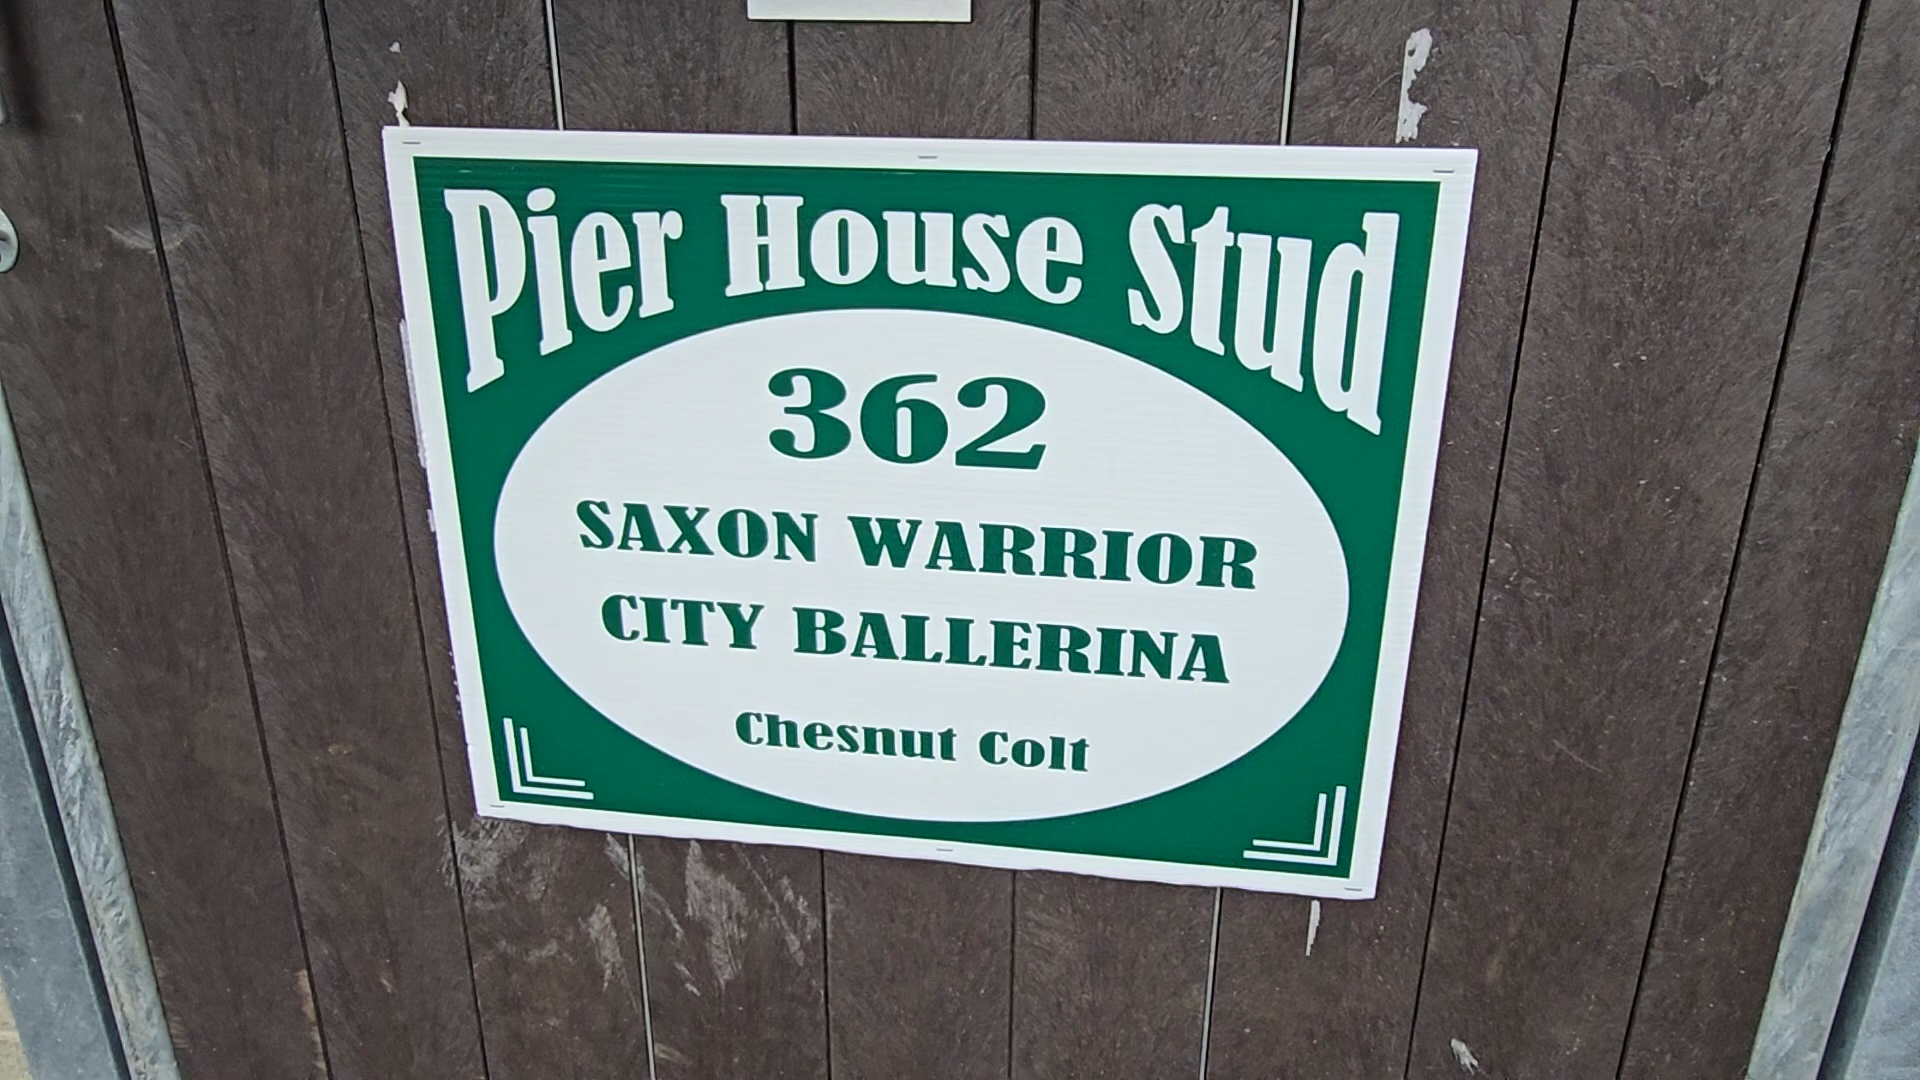 Pier House Stud
362
SAXON WARRIOR
CITY BALLERINA
Chesnut Colt